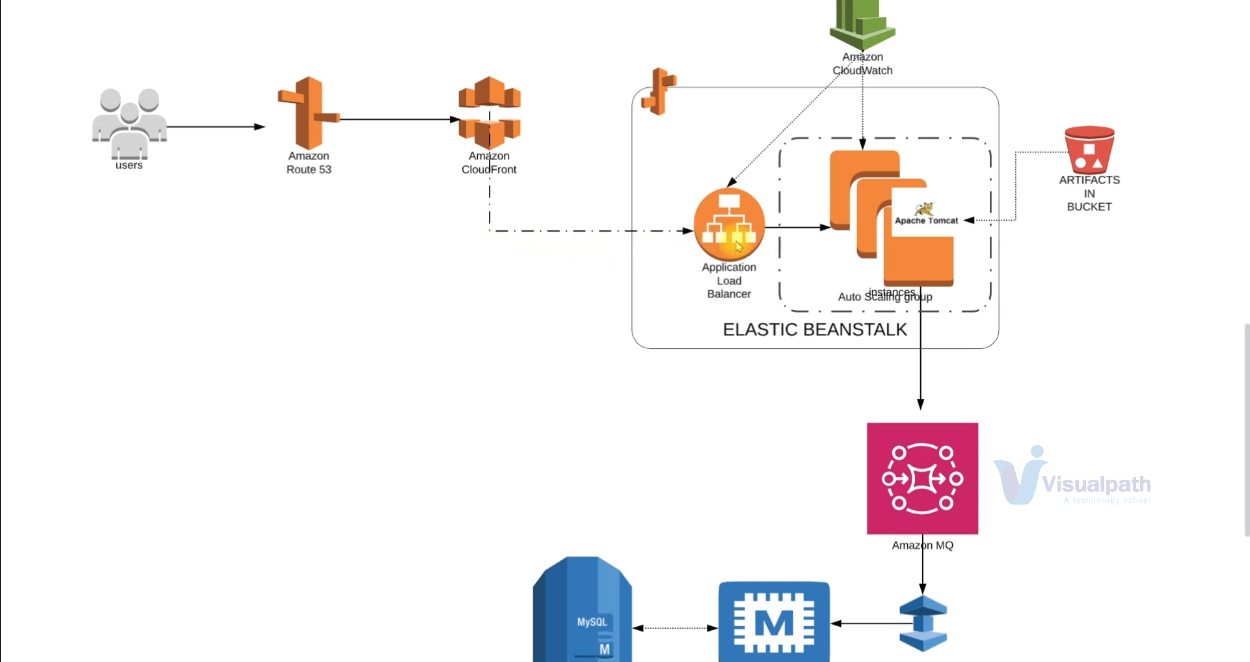 Amazon
CloudWatch
users
Amazon
Route 53
Amazon
CloudFront
Apache Tomcat
ARTIFACTS
IN
BUCKET
Application
Load
Balancer
instances
Auto Scaling group
ELASTIC BEANSTALK
Visualpath
A technology school
Amazon MQ
MySQL
M
M